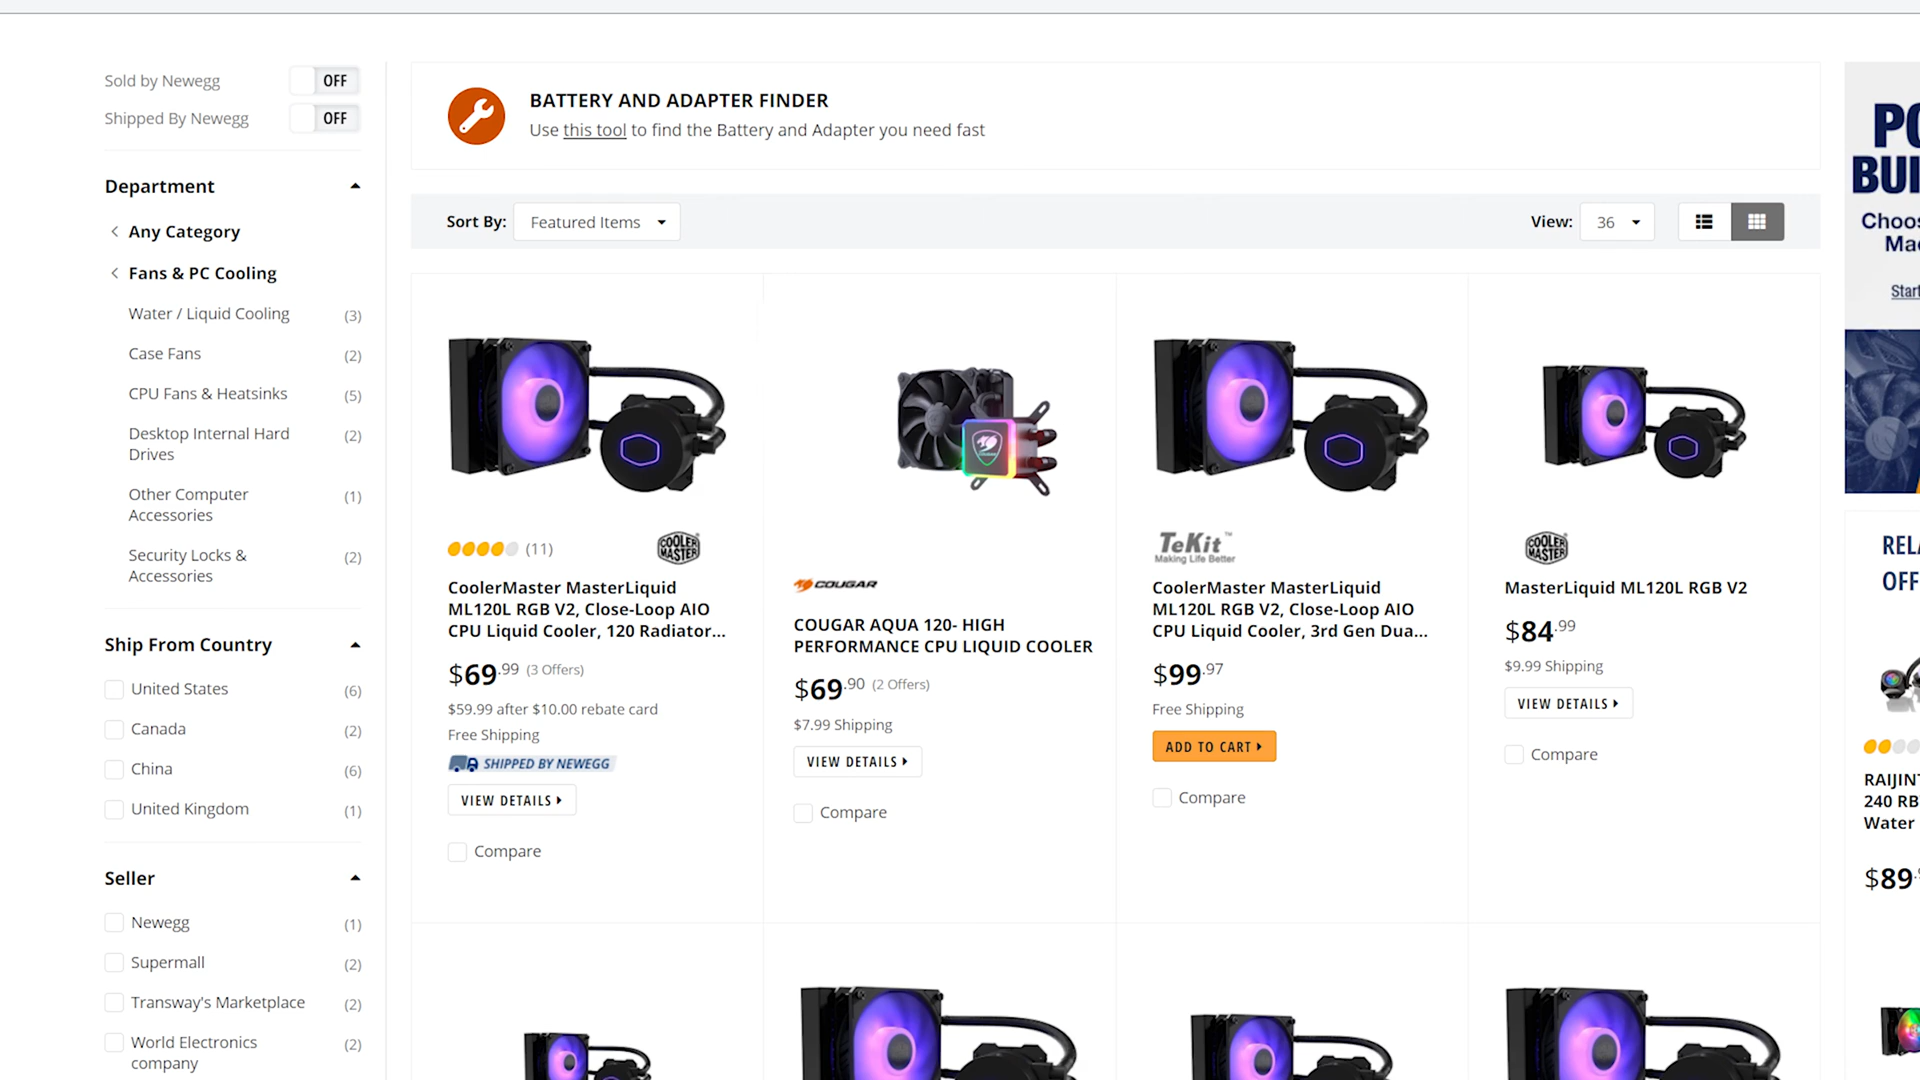 Sold by Newegg OFF
Shipped By Newegg OFF
Department
Any Category
Fans & PC Cooling
Water / Liquid Cooling (3)
Case Fans (2)
CPU Fans & Heatsinks (5)
Desktop Internal Hard (2)
Drives
Other Computer (1)
Accessories
Security Locks & (2)
Accessories
Ship From Country
United States (6)
Canada (2)
China (6)
United Kingdom (1)
Seller
Newegg (1)
Supermall (2)
Transway's Marketplace (2)
World Electronics (2)
company
BATTERY AND ADAPTER FINDER
Use this tool to find the Battery and Adapter you need fast
Sort By: Featured Items
View: 36
(11)
COOLER
MASTER
CoolerMaster MasterLiquid
ML120L RGB V2, Close-Loop AIO
CPU Liquid Cooler, 120 Radiator...
$69.99 (3 Offers)
$59.99 after $10.00 rebate card
Free Shipping
SHIPPED BY NEWEGG
VIEW DETAILS
Compare
COUGAR
COUGAR AQUA 120- HIGH
PERFORMANCE CPU LIQUID COOLER
$69.90 (2 Offers)
$7.99 Shipping
VIEW DETAILS
Compare
TeKit™
Making Life Better
CoolerMaster MasterLiquid
ML120L RGB V2, Close-Loop AIO
CPU Liquid Cooler, 3rd Gen Dua...
$99.97
Free Shipping
ADD TO CART
Compare
COOLER
MASTER
MasterLiquid ML120L RGB V2
$84.99
$9.99 Shipping
VIEW DETAILS
Compare
PC
BUI
Choos
Ma
Start
RELA
OFF
RAIJINT
240 RB
Water
$89.